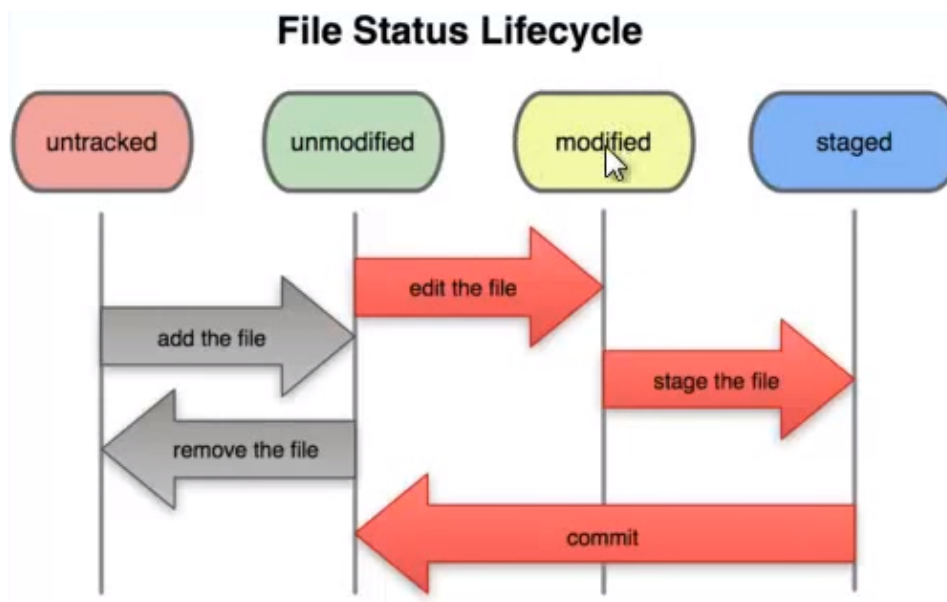 File Status Lifecycle
untracked
unmodified
modified
staged
edit the file
add the file
stage the file
remove the file
commit